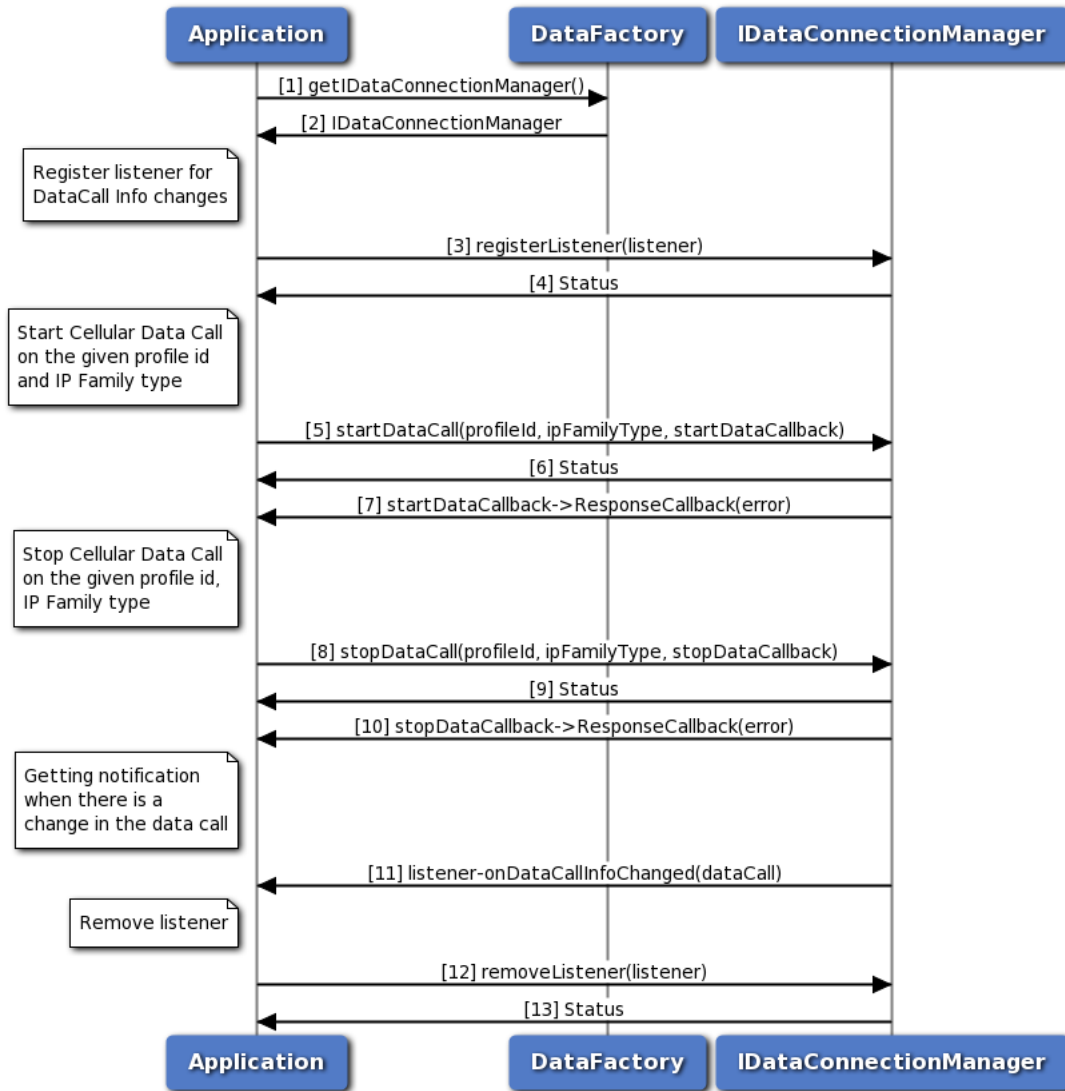 Application
DataFactory
IDataConnectionManager
[1] getIDataConnectionManager()
[2] IDataConnectionManager
Register listener for
DataCall Info changes
[3] registerListener(listener)
[4] Status
Start Cellular Data Call
on the given profile id
and IP Family type
[5] startDataCall(profileId, ipFamilyType, startDataCallback)
[6] Status
[7] startDataCallback->ResponseCallback(error)
Stop Cellular Data Call
on the given profile id,
IP Family type
[8] stopDataCall(profileId, ipFamilyType, stopDataCallback)
[9] Status
[10] stopDataCallback->ResponseCallback(error)
Getting notification
when there is a
change in the data call
[11] listener-onDataCallInfoChanged(dataCall)
Remove listener
[12] removeListener(listener)
[13] Status
Application
DataFactory
IDataConnectionManager